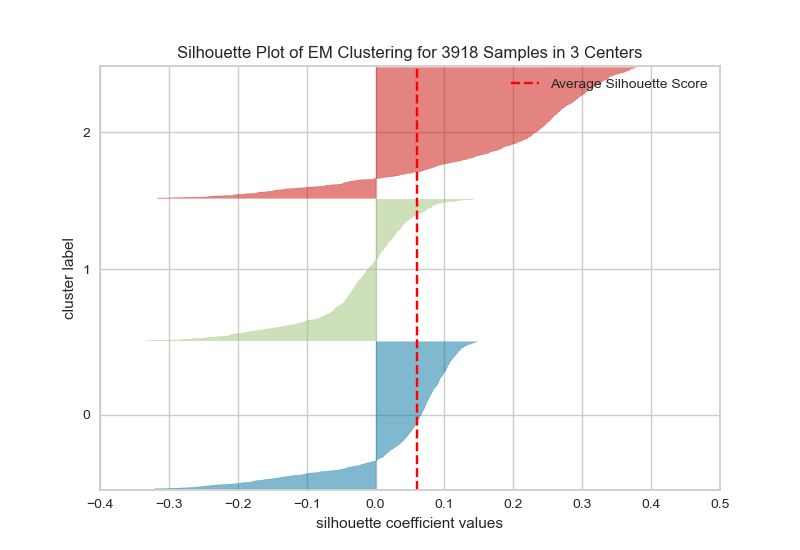 Silhouette Plot of EM Clustering for 3918 Samples in 3 Centers
Average Silhouette Score
2
1
0
cluster label
−0.4 −0.3 −0.2 −0.1 0.0 0.1 0.2 0.3 0.4 0.5
silhouette coefficient values